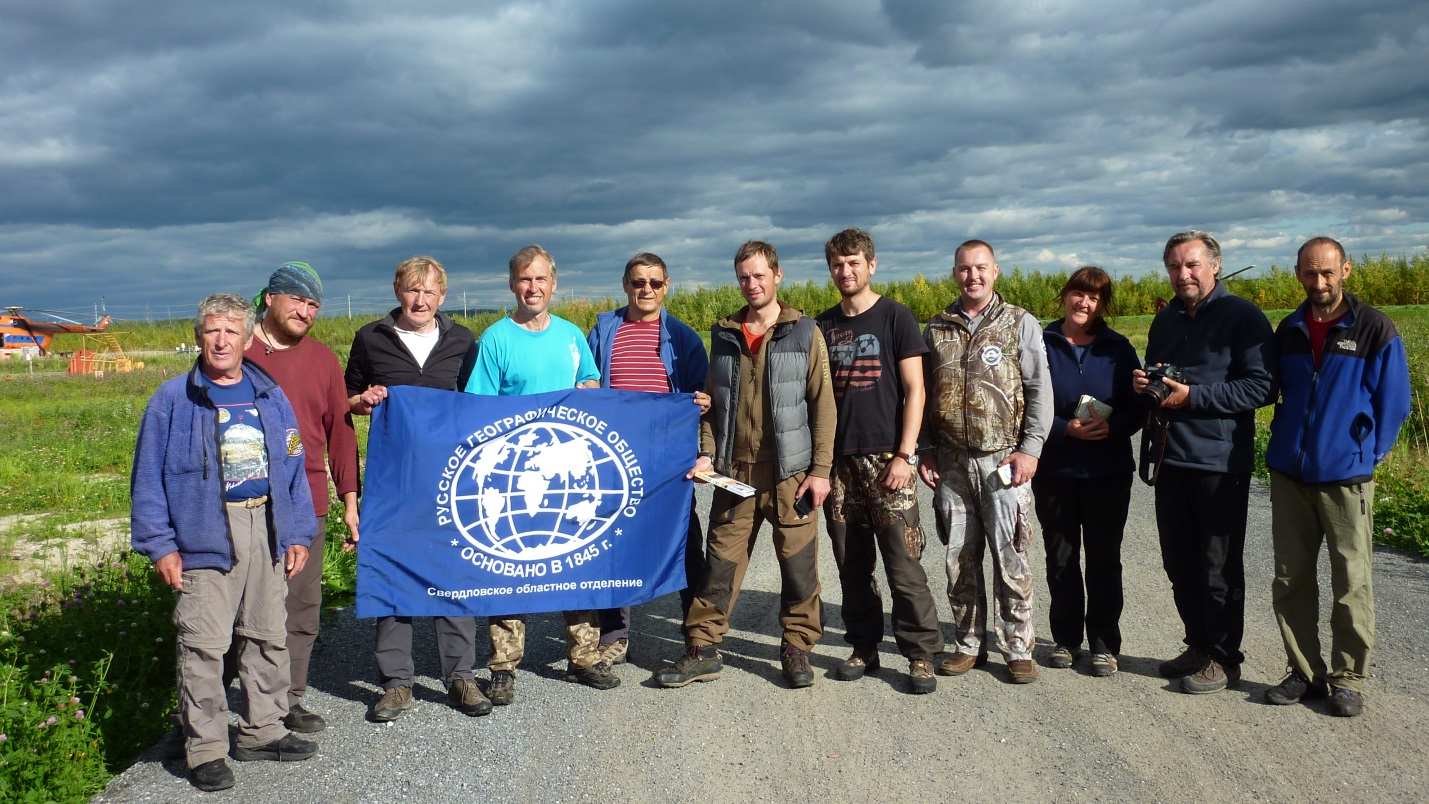 РУССКОЕ ГЕОГРАФИЧЕСКОЕ ОБЩЕСТВО
* ОСНОВАНО В 1845 г. *
Свердловское областное отделение